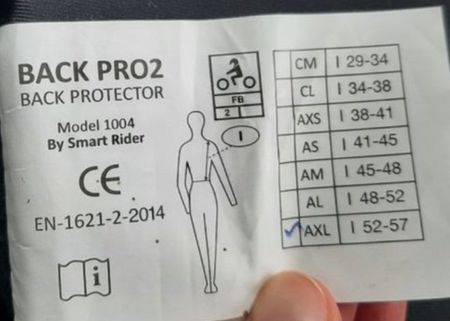 BACK PRO2
BACK PROTECTOR
Model 1004
By Smart Rider
CE
EN-1621-2-2014
i
FB
2
I
CM I 29-34
CL I 34-38
AXS I 38-41
AS I 41-45
AM I 45-48
AL I 48-52
AXL I 52-57